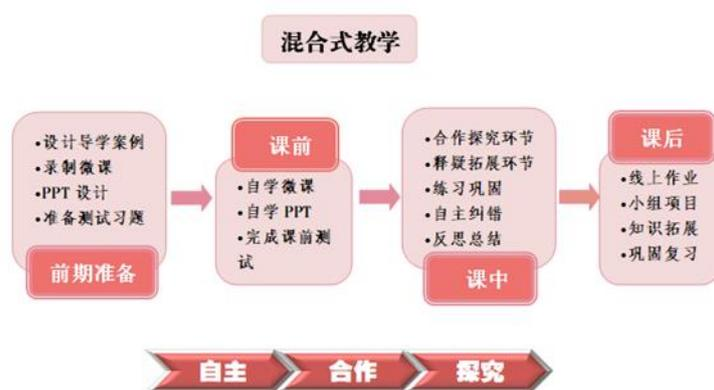 混合式教学
•设计导学案例
•录制微课
•PPT 设计
•准备测试习题
前期准备
课前
•自学微课
•自学 PPT
•完成课前测
试
•合作探究环节
•释疑拓展环节
•练习巩固
•自主纠错
•反思总结
课中
课后
•线上作业
•小组项目
•知识拓展
•巩固复习
自主
合作
探究